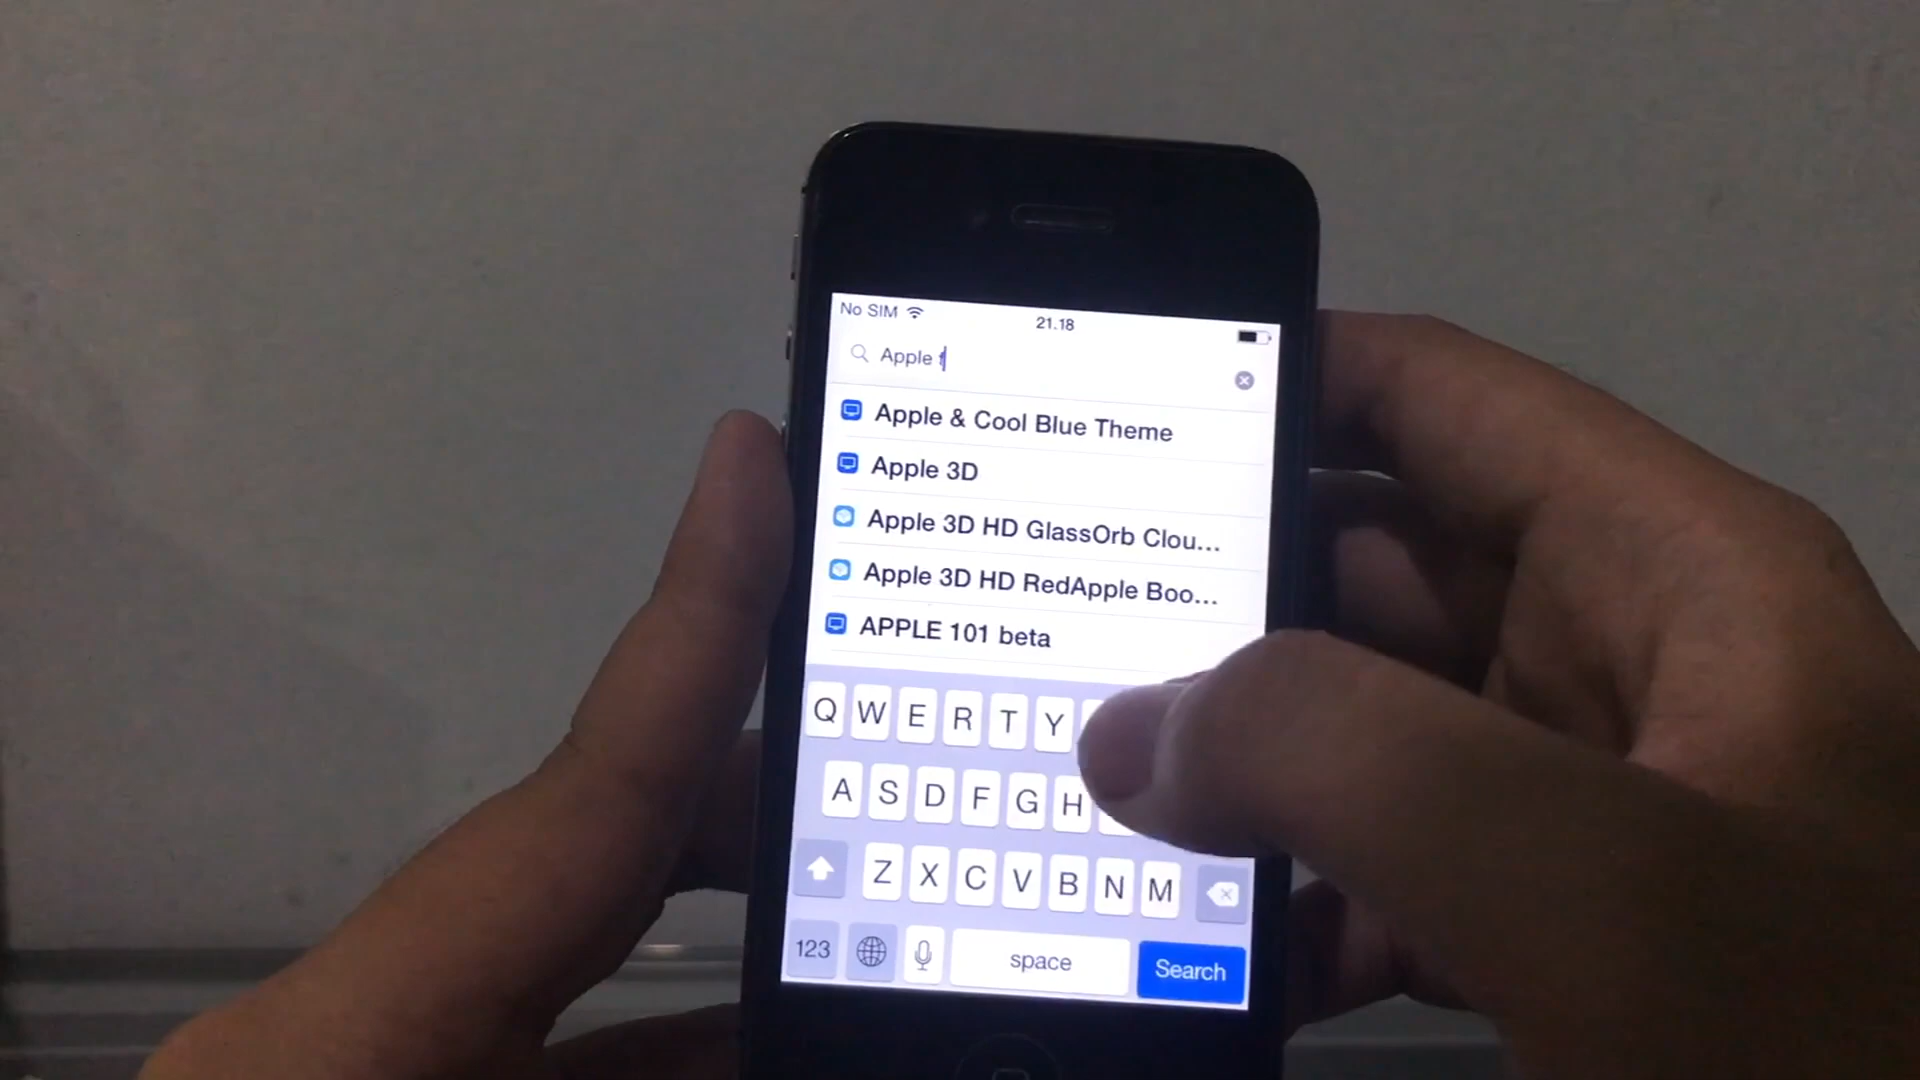 No SIM
21.18
Apple f
Apple & Cool Blue Theme
Apple 3D
Apple 3D HD GlassOrb Clou...
Apple 3D HD RedApple Boo...
APPLE 101 beta
Q W E R T Y
A S D F G H
Z X C V B N M
123 space Search